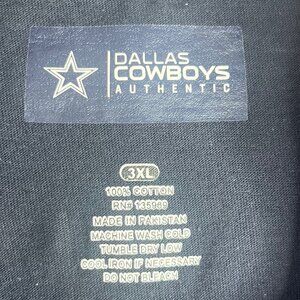 DALLAS
COWBOYS
AUTHENTIC
3XL
100% COTTON
RN#
MADE IN PAKISTAN
MACHINE WASH COLD
TUMBLE DRY LOW
COOL IRON IF NECESSARY
DO NOT BLEACH